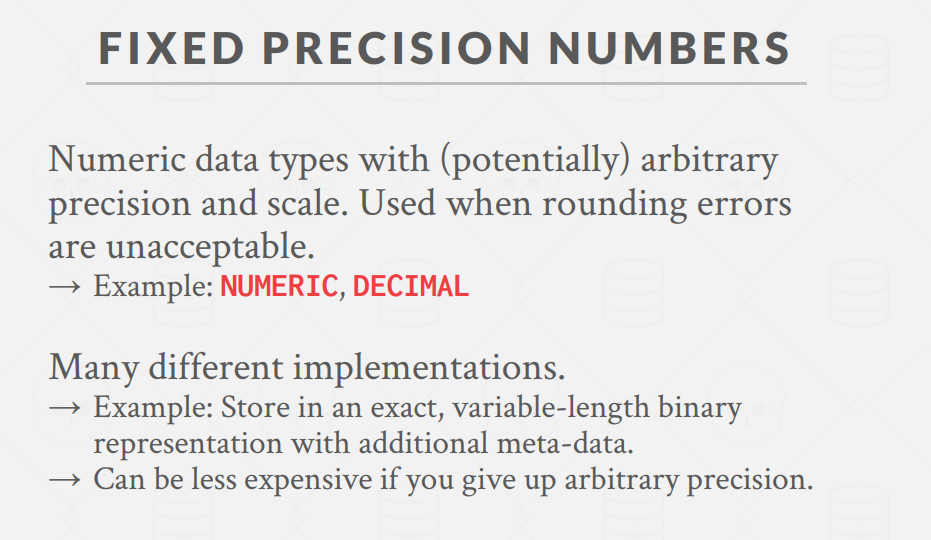 FIXED PRECISION NUMBERS
Numeric data types with (potentially) arbitrary
precision and scale. Used when rounding errors
are unacceptable.
→ Example: NUMERIC, DECIMAL
Many different implementations.
→ Example: Store in an exact, variable-length binary
representation with additional meta-data.
→ Can be less expensive if you give up arbitrary precision.